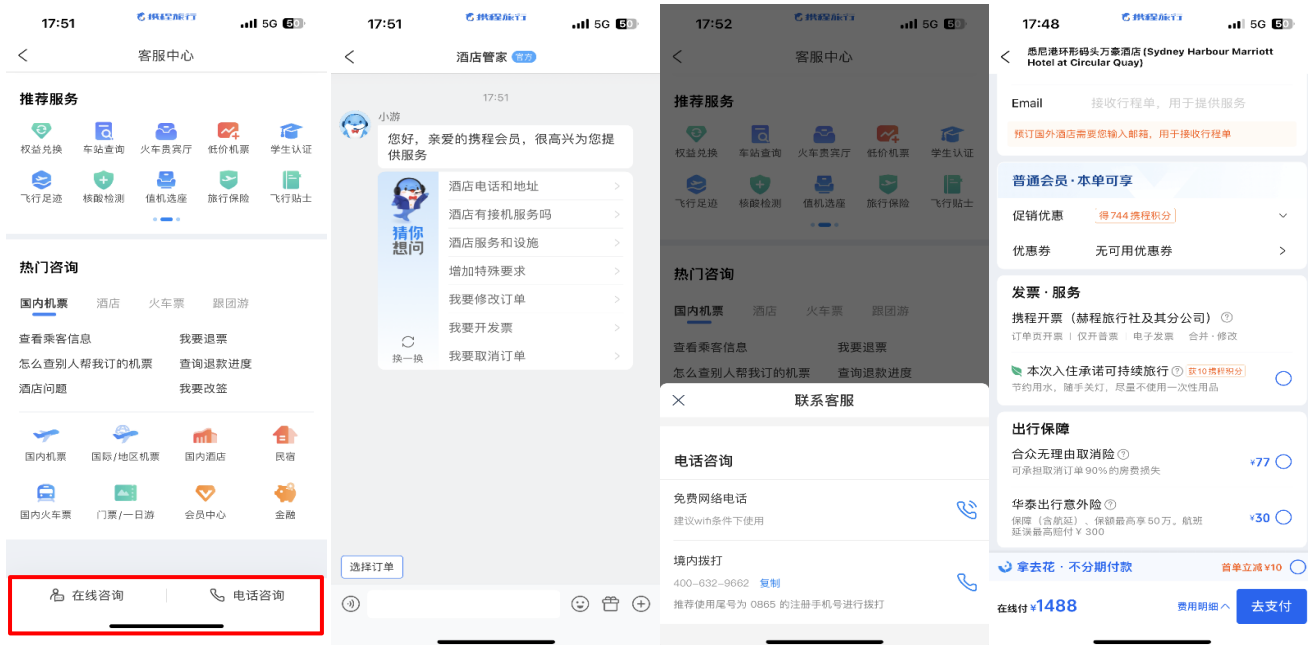 17:51
携程旅行
5G 50
客服中心
推荐服务
权益兑换 车站查询 火车贵宾厅 低价机票 学生认证
飞行足迹 核酸检测 值机选座 旅行保险 飞行贴士
热门咨询
国内机票 酒店 火车票 跟团游
查看乘客信息 我要退票
怎么查别人帮我订的机票 查询退款进度
酒店问题 我要改签
国内机票 国际/地区机票 国内酒店 民宿
国内火车票 门票/一日游 会员中心 金融
在线咨询 电话咨询
17:51
携程旅行
5G 50
酒店管家 官方
17:51
小游
您好，亲爱的携程会员，很高兴为您提
供服务
猜你
想问
换一换
酒店电话和地址
酒店有接机服务吗
酒店服务和设施
增加特殊要求
我要修改订单
我要开发票
我要取消订单
选择订单
17:52
携程旅行
5G 50
客服中心
推荐服务
权益兑换 车站查询 火车贵宾厅 低价机票 学生认证
飞行足迹 核酸检测 值机选座 旅行保险 飞行贴士
热门咨询
国内机票 酒店 火车票 跟团游
查看乘客信息 我要退票
怎么查别人帮我订的机票 查询退款进度
联系客服
电话咨询
免费网络电话
建议wifi条件下使用
境内拨打
400-632-9662 复制
推荐使用尾号为 0865 的注册手机号进行拨打
17:48
携程旅行
5G 50
悉尼港环形码头万豪酒店(Sydney Harbour Marriott
Hotel at Circular Quay)
Email 接收行程单，用于提供服务
预订国外酒店需要您输入邮箱，用于接收行程单
普通会员·本单可享
促销优惠 得744携程积分
优惠券 无可用优惠券
发票·服务
携程开票（赫程旅行社及其分公司）
订单页开票 仅开普票 电子发票 合并·修改
本次入住承诺可持续旅行 获10携程积分
节约用水，随手关灯，尽量不使用一次性用品
出行保障
合众无理由取消险 ¥77
可承担取消订单90%的房费损失
华泰出行意外险 ¥30
保障（含航延）、保额最高享50万。航班
延误最高赔付¥300
拿去花·不分期付款 首单立减¥10
在线付 ¥1488 费用明细 去支付